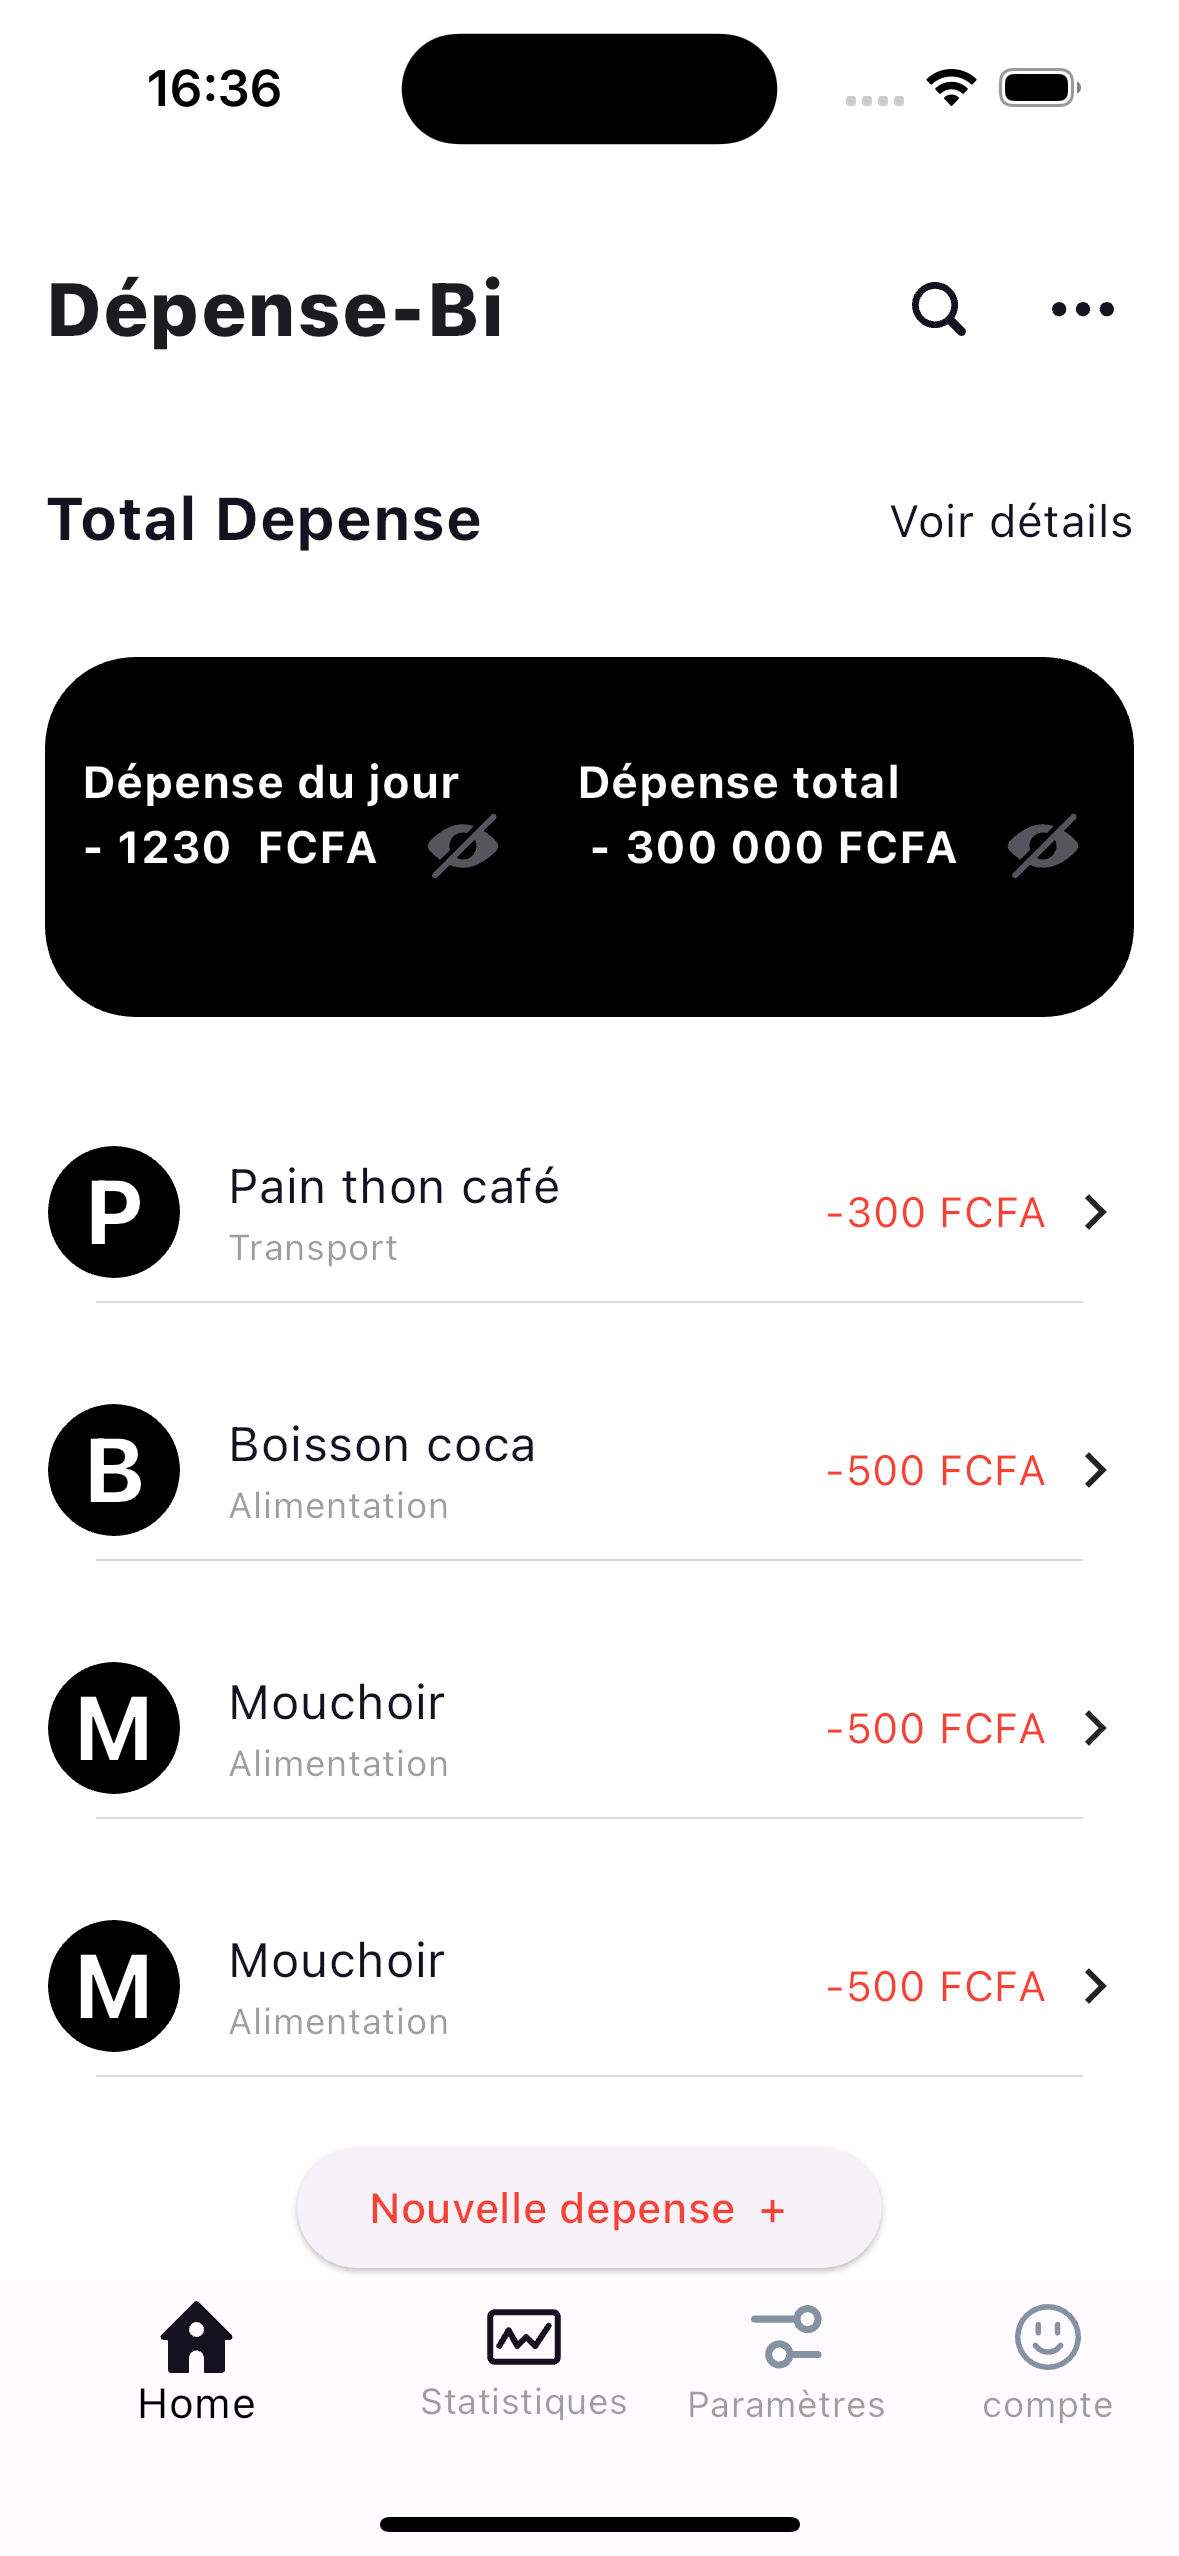 16:36
Dépense-Bi
Total Depense
Voir détails
Dépense du jour
- 1230 FCFA
Dépense total
- 300 000 FCFA
P
Pain thon café
Transport
-300 FCFA
B
Boisson coca
Alimentation
-500 FCFA
M
Mouchoir
Alimentation
-500 FCFA
M
Mouchoir
Alimentation
-500 FCFA
Nouvelle depense +
Home
Statistiques
Paramètres
compte